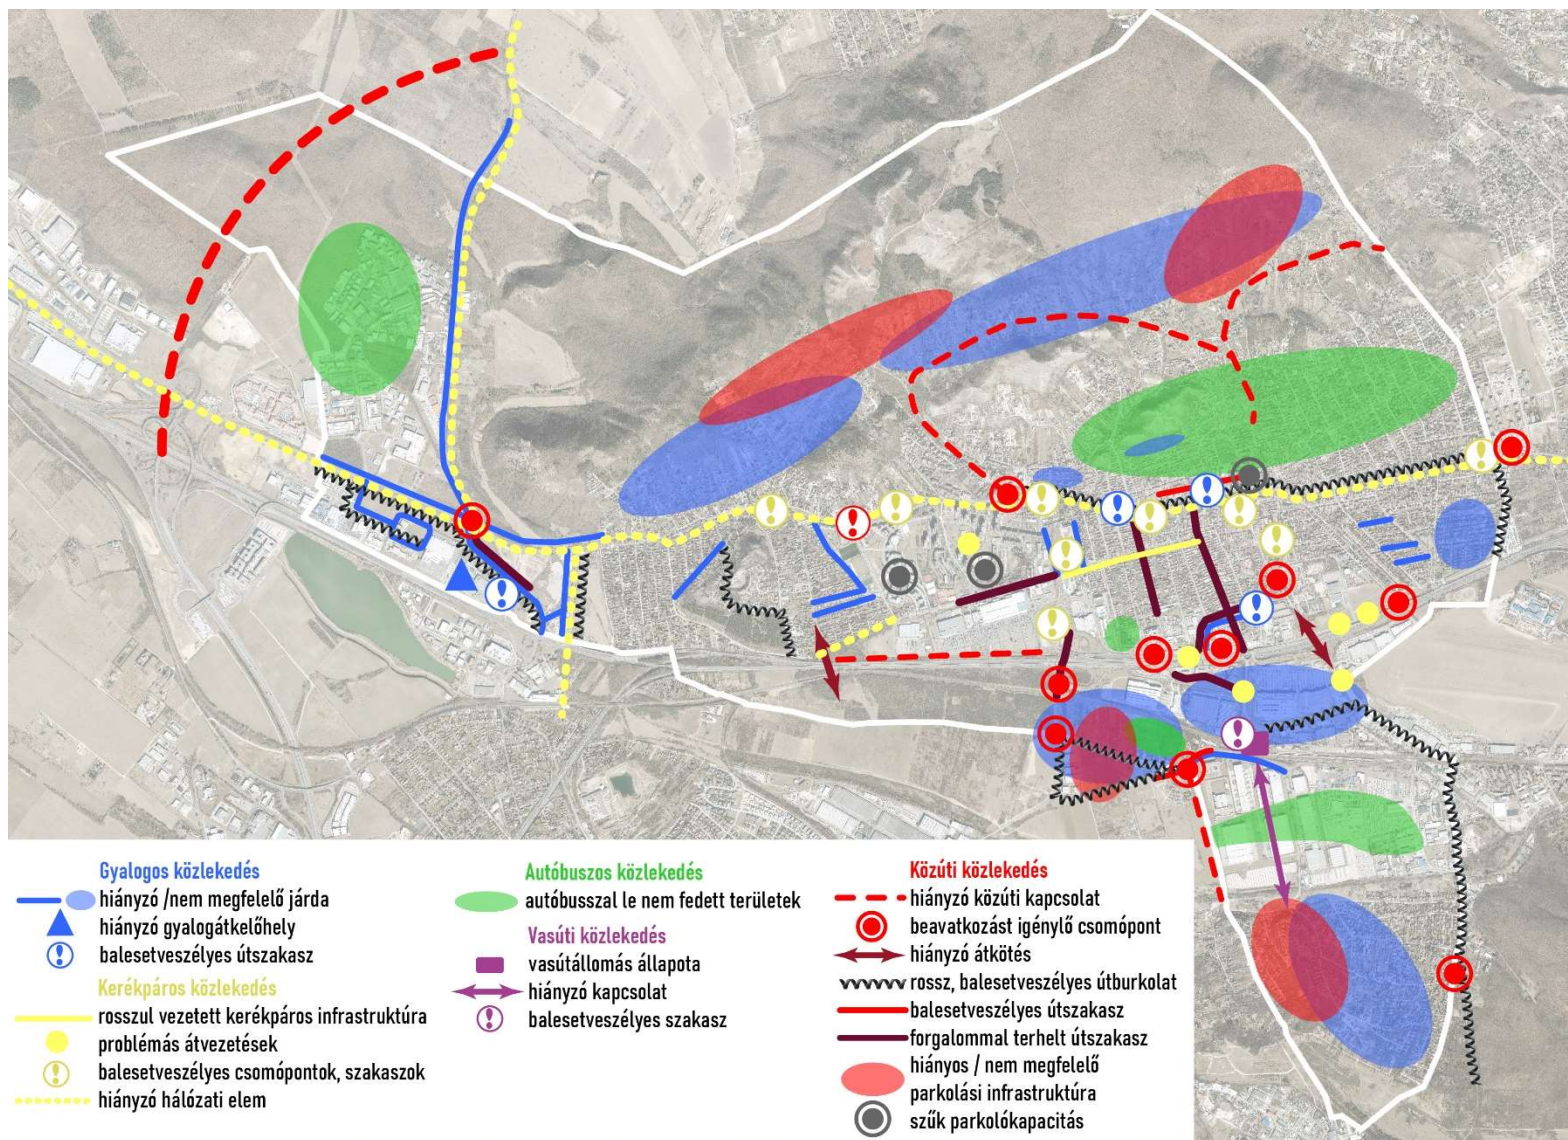 Gyalogos közlekedés
hiányzó /nem megfelelő járda
hiányzó gyalogátkelőhely
balesetveszélyes útszakasz
Kerékpáros közlekedés
rosszul vezetett kerékpáros infrastruktúra
problémás átvezetések
balesetveszélyes csomópontok, szakaszok
hiányzó hálózati elem
Autóbuszos közlekedés
autóbusszal le nem fedett területek
Vasúti közlekedés
vasútállomás állapota
hiányzó kapcsolat
balesetveszélyes szakasz
Közúti közlekedés
hiányzó közúti kapcsolat
beavatkozást igénylő csomópont
hiányzó átkötés
rossz, balesetveszélyes útburkolat
balesetveszélyes útszakasz
forgalommal terhelt útszakasz
hiányos / nem megfelelő
parkolási infrastruktúra
szűk parkolókapacitás